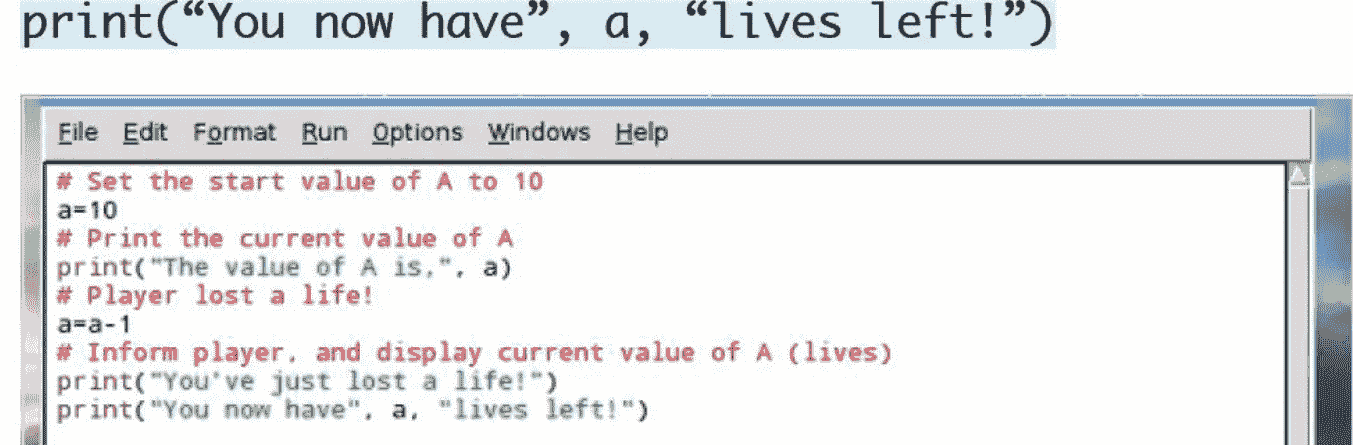 print(“You now have”, a, “lives left!”)
File Edit Format Run Options Windows Help
# Set the start value of A to 10
a=10
# Print the current value of A
print("The value of A is,", a)
# Player lost a life!
a=a-1
# Inform player, and display current value of A (lives)
print("You've just lost a life!")
print("You now have", a, "lives left!")